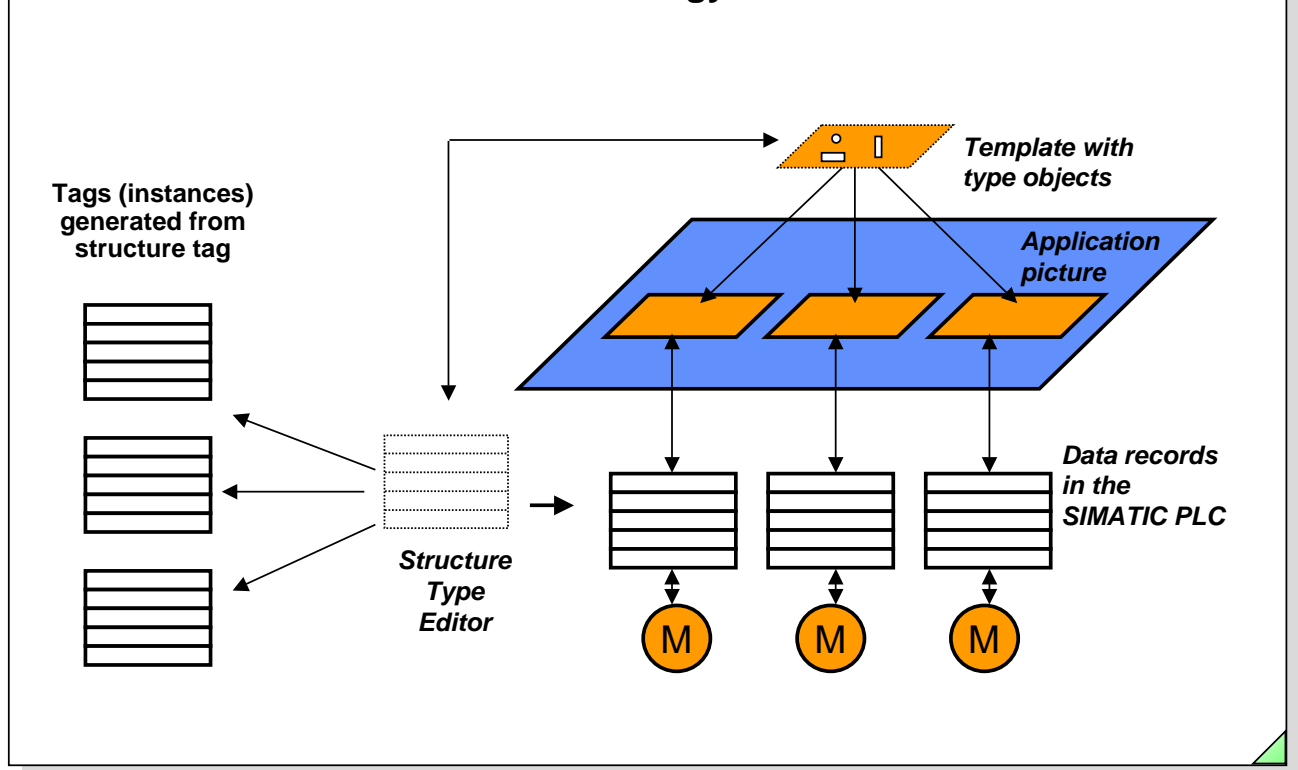 Template with
type objects
Tags (instances)
generated from
structure tag
Application
picture
Data records
in the
SIMATIC PLC
Structure
Type
Editor
M
M
M